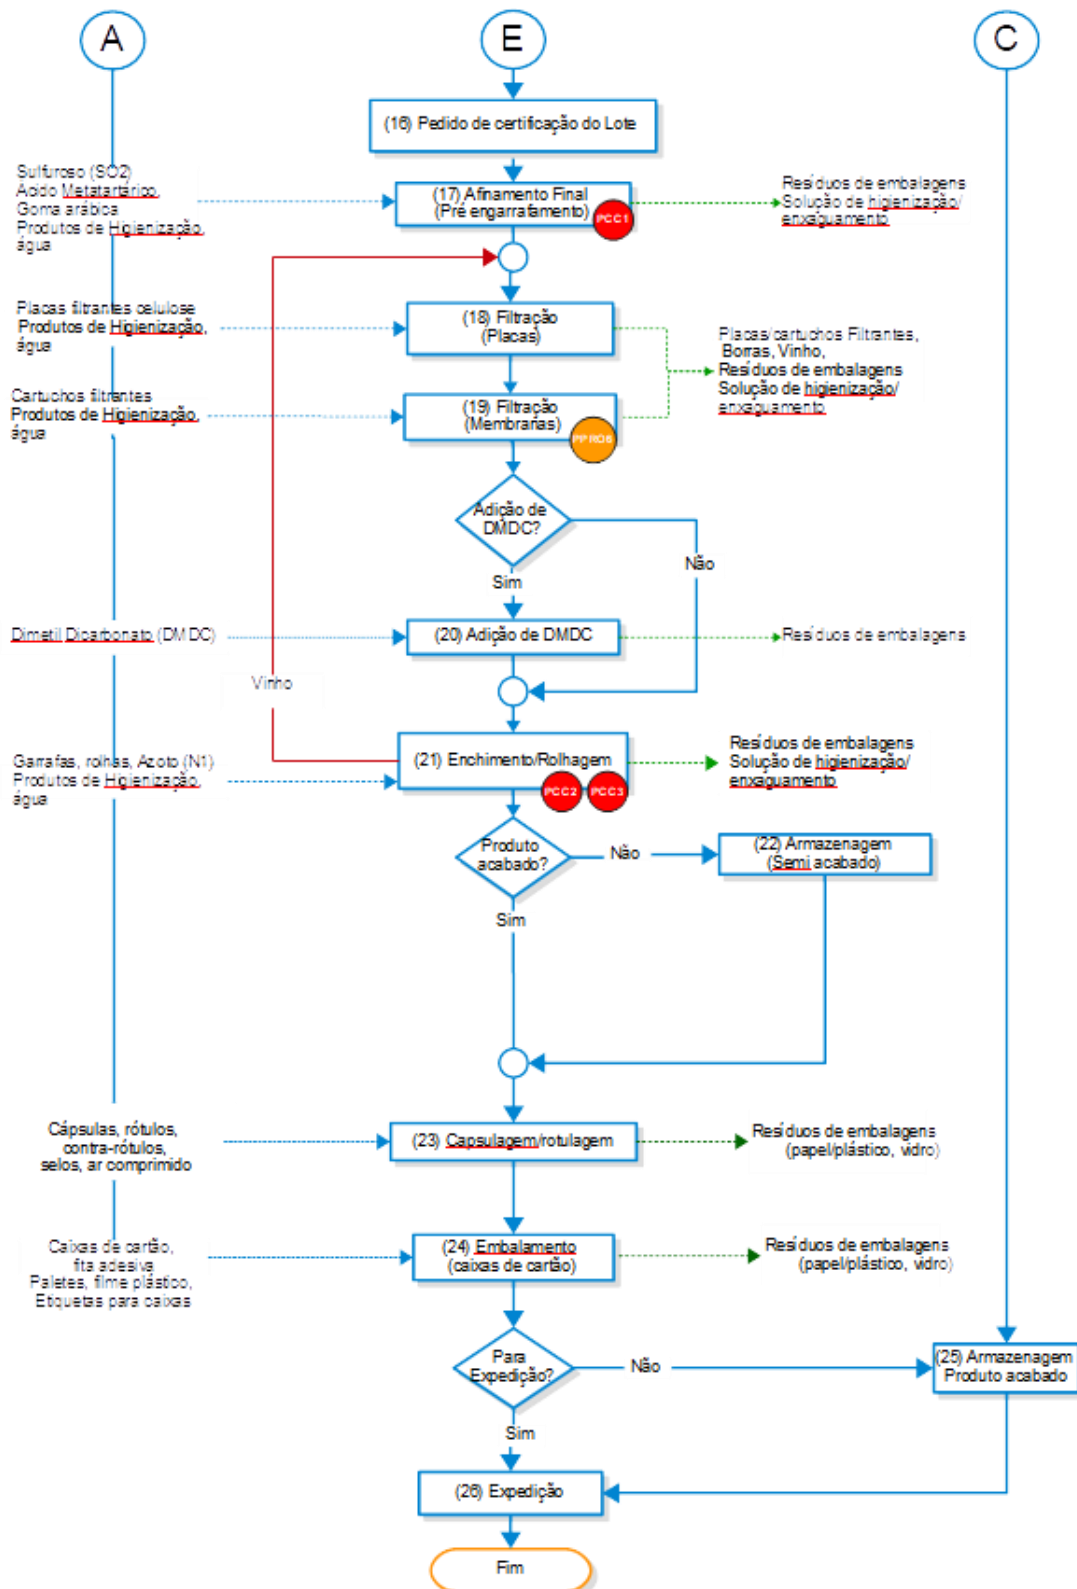 A
E
C
(16) Pedido de certificação do Lote
Sulfuroso (SO2)
Acido Metatartárico,
Goma arábica
Produtos de Higienização,
água
(17) Afinamento Final
(Pré engarrafamento)
PCC1
Resíduos de embalagens
Solução de higienização/
enxaguamento
Placas filtrantes celulose
Produtos de Higienização,
água
(18) Filtração
(Placas)
Placas/cartuchos Filtrantes,
Borras, Vinho,
Resíduos de embalagens
Solução de higienização/
enxaguamento
Cartuchos filtrantes
Produtos de Higienização,
água
(19) Filtração
(Membranas)
PPRO6
Adição de
DMDC?
Não
Sim
Dimetil Dicarbonato (DMDC)
(20) Adição de DMDC
Resíduos de embalagens
Vinho
Garrafas, rolhas, Azoto (N1)
Produtos de Higienização,
água
(21) Enchimento/Rolhagem
PCC2
PCC3
Resíduos de embalagens
Solução de higienização/
enxaguamento
Produto
acabado?
Não
(22) Armazenagem
(Semi acabado)
Sim
Cápsulas, rótulos,
contra-rótulos,
selos, ar comprimido
(23) Capsulagem/rotulagem
Resíduos de embalagens
(papel/plástico, vidro)
Caixas de cartão,
fita adesiva
Paletes, filme plástico,
Etiquetas para caixas
(24) Embalamento
(caixas de cartão)
Resíduos de embalagens
(papel/plástico, vidro)
Para
Expedição?
Não
(25) Armazenagem
Produto acabado
Sim
(26) Expedição
Fim